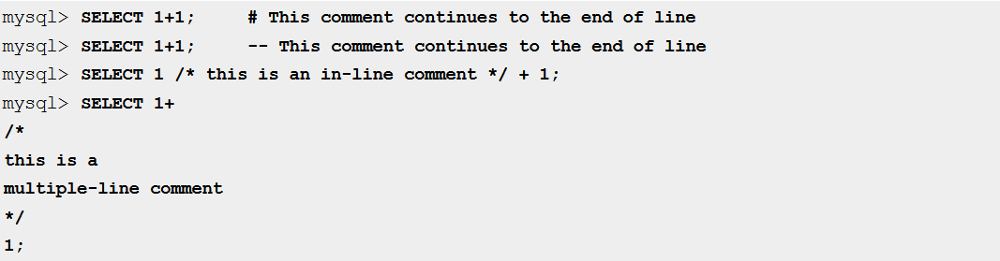 mysql> SELECT 1+1;     # This comment continues to the end of line
mysql> SELECT 1+1;     -- This comment continues to the end of line
mysql> SELECT 1 /* this is an in-line comment */ + 1;
mysql> SELECT 1+
/*
this is a
multiple-line comment
*/
1;